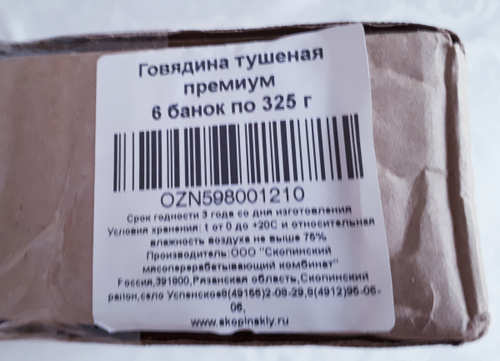 Говядина тушеная
премиум
6 банок по 325 г
OZN598001210
Срок годности 3 года со дня изготовления
Условия хранения: t от 0 до +20С и относительная
влажность воздуха не выше 75%
Производитель:ООО "Скопинский
мясоперерабатывающий комбинат"
Россия,391800,Рязанская область,Скопинский
район,село Успенское8(49156)2-08-29,8(4912)95-06-
06,
www.skopinskiy.ru